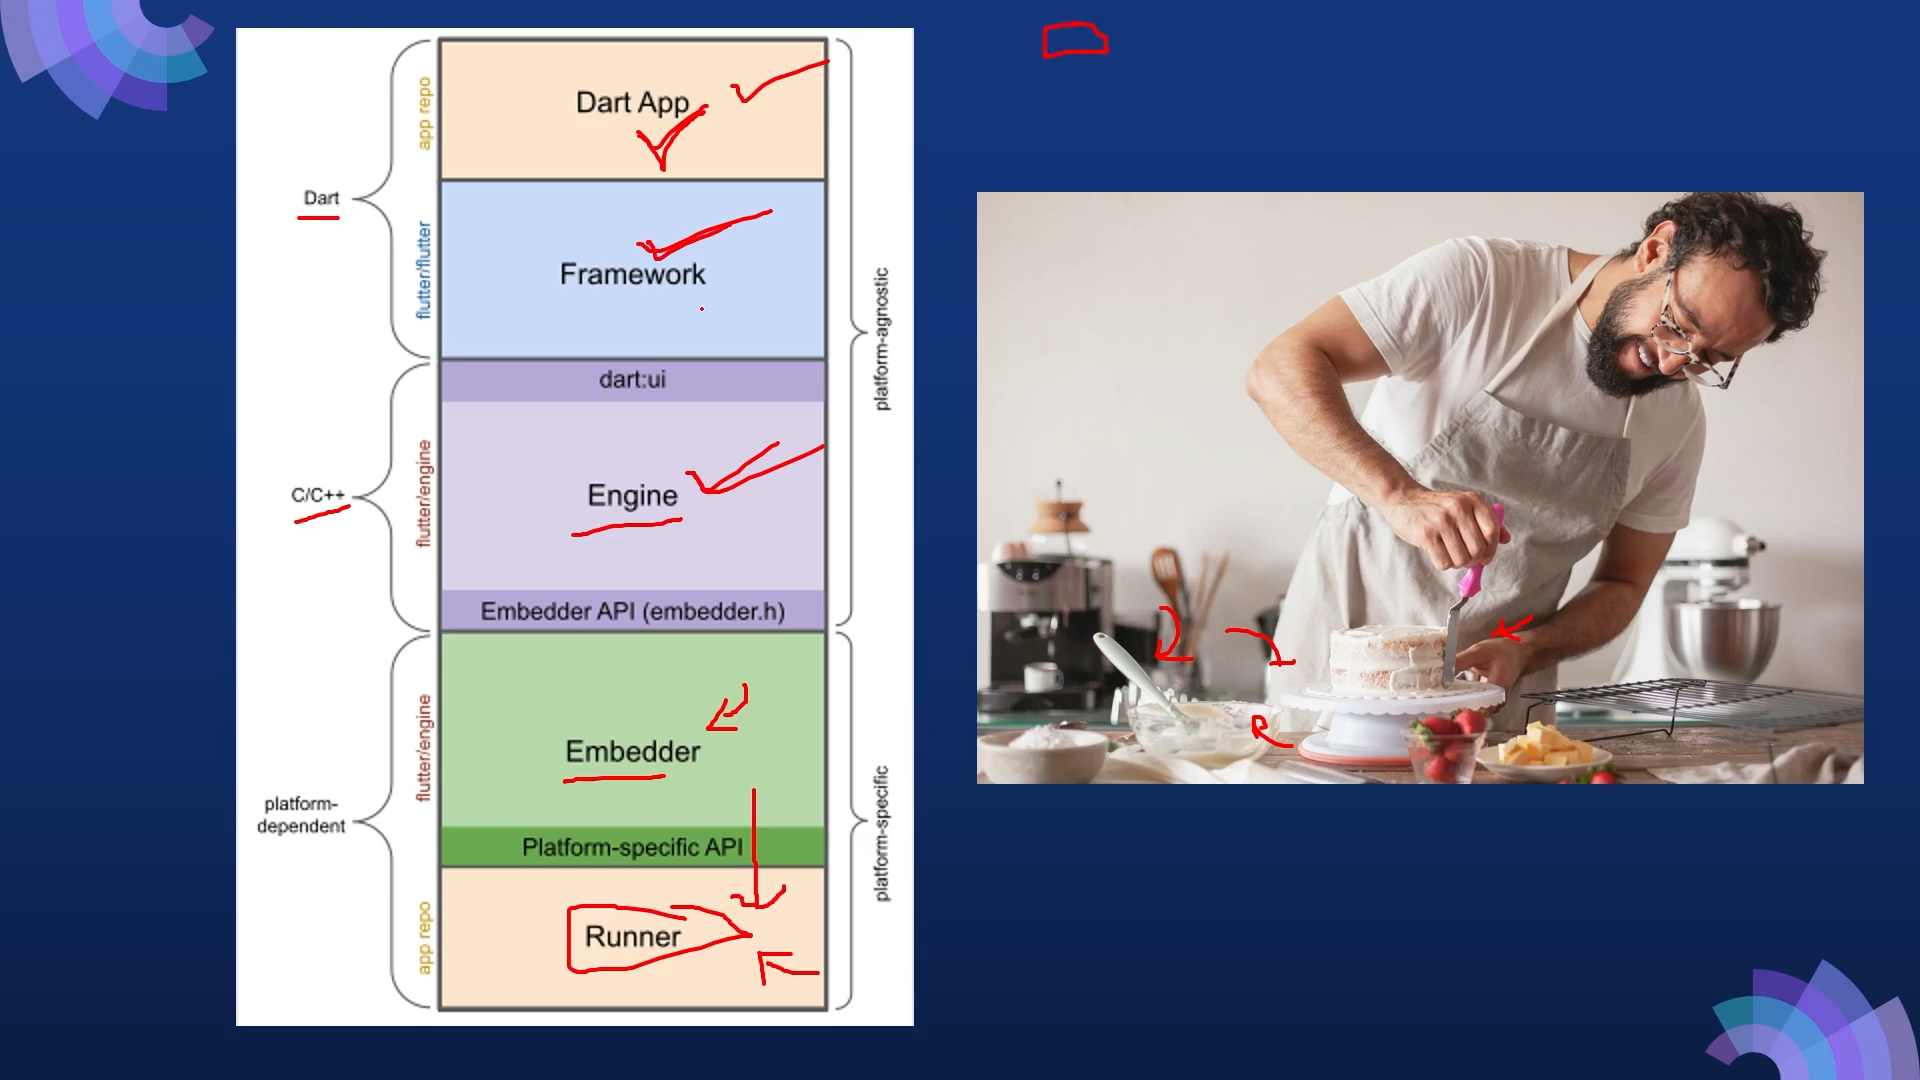 Dart App
app repo
Dart
Framework
flutter/flutter
platform-agnostic
dart:ui
Engine
C/C++
flutter/engine
Embedder API (embedder.h)
Embedder
flutter/engine
platform-
dependent
Platform-specific API
platform-specific
Runner
app repo